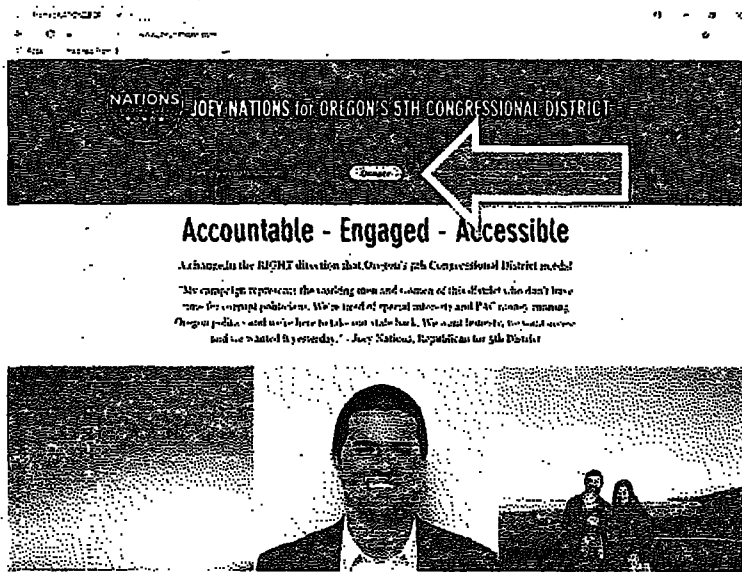 NATIONS
JOEY NATIONS for OREGON'S 5TH CONGRESSIONAL DISTRICT
Donate
Accountable - Engaged - Accessible
A change in the RIGHT direction that Oregon's 5th Congressional District needs!
"My campaign represents the working men and women of this district who don't have
time for corrupt politicians. We're tired of special interests and PAC money running
Oregon politics and we're here to take our state back. We want honesty, we want
and we wanted it yesterday." - Joey Nations, Republican for 5th District